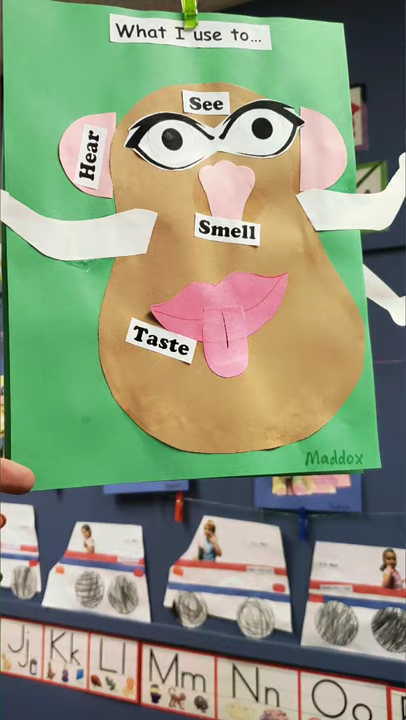 What I use to...
See
Hear
Smell
Taste
Maddox
Jj Kk Ll Mm Nn Oo